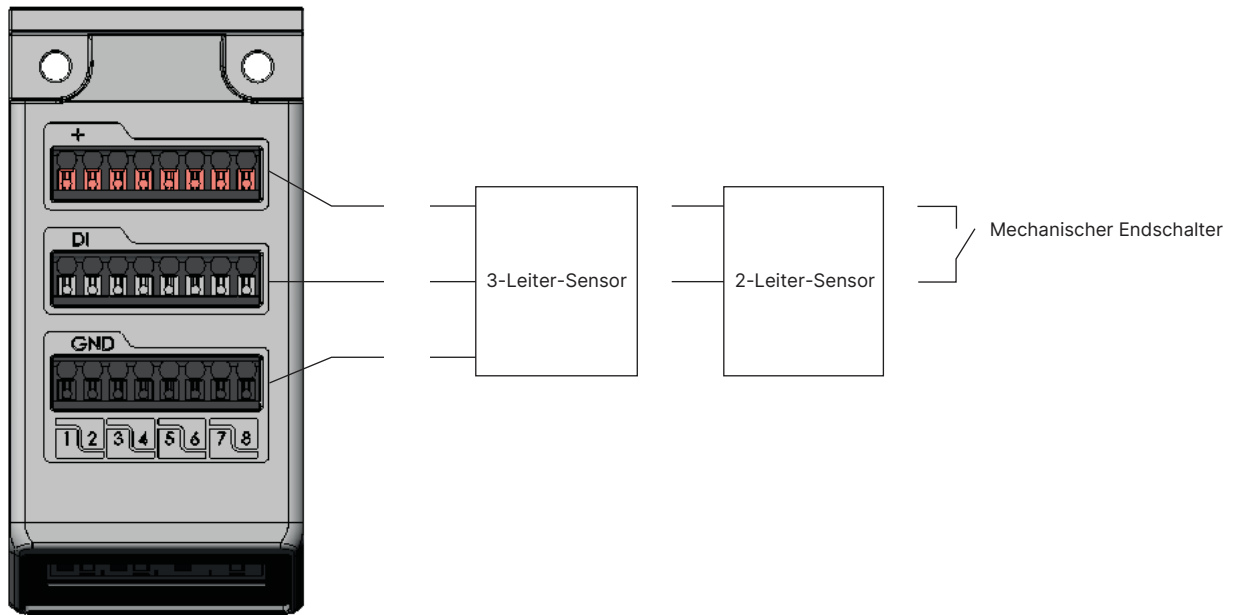 +
DI
GND
1 2 3 4 5 6 7 8
3-Leiter-Sensor
2-Leiter-Sensor
Mechanischer Endschalter